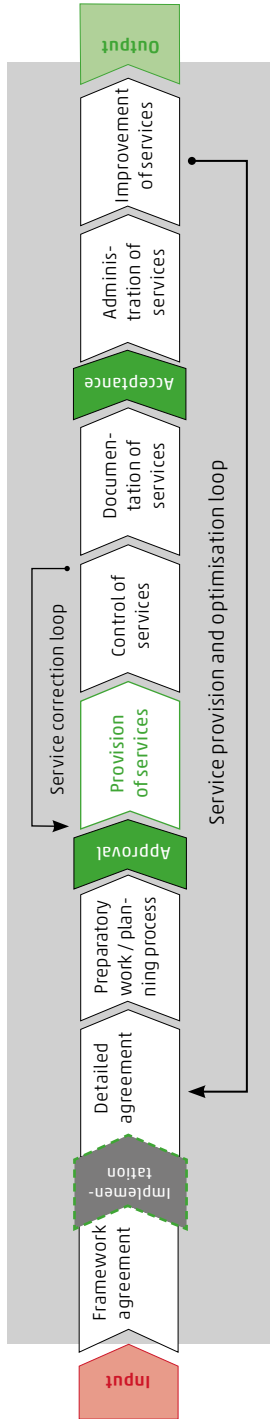 Input
Framework
agreement
Implemen-
tation
Detailed
agreement
Preparatory
work / plan-
ning process
Approval
Provision
of services
Control of
services
Documen-
tation of
services
Acceptance
Adminis-
tration of
services
Improvement
of services
Output
Service correction loop
Service provision and optimisation loop